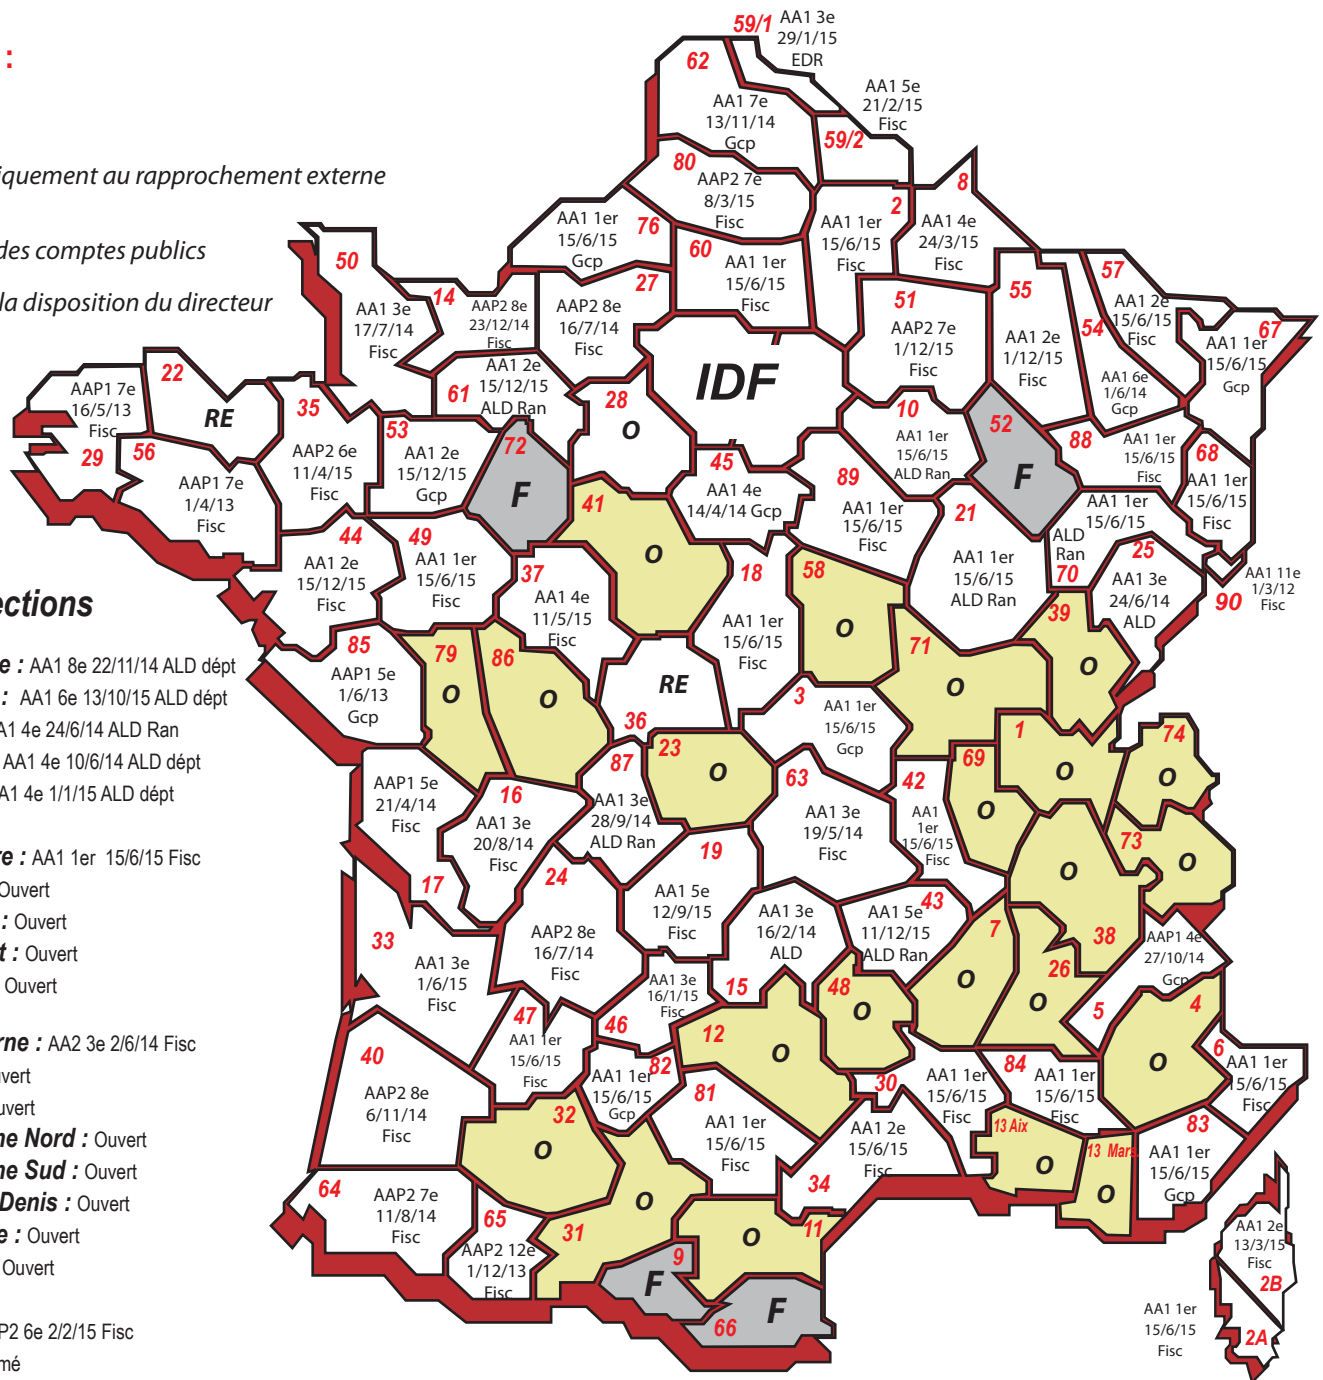 :
iquement au rapprochement externe
des comptes publics
la disposition du directeur
59/1
AA1 3e
29/1/15
EDR
62
AA1 7e
13/11/14
Gcp
AA1 5e
21/2/15
Fisc
59/2
80
AAP2 7e
8/3/15
Fisc
2
AA1 1er
15/6/15
Fisc
8
AA1 4e
24/3/15
Fisc
76
AA1 1er
15/6/15
Gcp
60
AA1 1er
15/6/15
Fisc
27
AAP2 8e
16/7/14
Fisc
50
AA1 3e
17/7/14
Fisc
14
AAP2 8e
23/12/14
Fisc
61
AA1 2e
15/12/15
ALD Ran
51
AAP2 7e
1/12/15
Fisc
55
AA1 2e
1/12/15
Fisc
54
AA1 6e
1/6/14
Gcp
57
AA1 2e
15/6/15
Fisc
67
AA1 1er
15/6/15
Gcp
IDF
22
RE
AAP1 7e
16/5/13
Fisc
29
56
AAP1 7e
1/4/13
Fisc
35
AAP2 6e
11/4/15
Fisc
53
AA1 2e
15/12/15
Gcp
72
F
28
O
10
AA1 1er
15/6/15
ALD Ran
52
F
88
AA1 1er
15/6/15
Fisc
68
AA1 1er
15/6/15
Fisc
45
AA1 4e
14/4/14 Gcp
89
AA1 1er
15/6/15
Fisc
41
O
21
AA1 1er
15/6/15
ALD Ran
AA1 1er
15/6/15
ALD
Ran
70
25
AA1 3e
24/6/14
ALD
90
AA1 11e
1/3/12
Fisc
44
AA1 2e
15/12/15
Fisc
49
AA1 1er
15/6/15
Fisc
37
AA1 4e
11/5/15
Fisc
18
AA1 1er
15/6/15
Fisc
58
O
39
O
71
O
ections
e : AA1 8e 22/11/14 ALD dépt
: AA1 6e 13/10/15 ALD dépt
A1 4e 24/6/14 ALD Ran
AA1 4e 10/6/14 ALD dépt
A1 4e 1/1/15 ALD dépt
re : AA1 1er 15/6/15 Fisc
Ouvert
: Ouvert
t : Ouvert
Ouvert
rne : AA2 3e 2/6/14 Fisc
uvert
uvert
ne Nord : Ouvert
ne Sud : Ouvert
Denis : Ouvert
e : Ouvert
Ouvert
P2 6e 2/2/15 Fisc
mé
85
AAP1 5e
1/6/13
Gcp
79
O
86
O
RE
36
3
AA1 1er
15/6/15
Gcp
1
O
74
O
23
O
87
AA1 3e
28/9/14
ALD Ran
63
AA1 3e
19/5/14
Fisc
42
AA1
1er
15/6/15
Fisc
69
O
73
O
AAP1 5e
21/4/14
Fisc
17
16
AA1 3e
20/8/14
Fisc
24
AAP2 8e
16/7/14
Fisc
19
AA1 5e
12/9/15
Fisc
AA1 3e
16/2/14
ALD
15
43
AA1 5e
11/12/15
ALD Ran
7
O
O
38
26
O
AAP1 4e
27/10/14
Gcp
5
33
AA1 3e
1/6/15
Fisc
47
AA1 1er
15/6/15
Fisc
AA1 3e
16/1/15
Fisc
46
12
O
48
O
4
O
6
AA1 1er
15/6/15
Fisc
40
AAP2 8e
6/11/14
Fisc
82
AA1 1er
15/6/15
Gcp
81
AA1 1er
15/6/15
Fisc
30
AA1 1er
15/6/15
Fisc
84
AA1 1er
15/6/15
Fisc
83
AA1 1er
15/6/15
Gcp
32
O
13 Aix
O
13 Mars
O
AA1 2e
15/6/15
Fisc
34
64
AAP2 7e
11/8/14
Fisc
65
AAP2 12e
1/12/13
Fisc
31
O
11
O
9
F
66
F
AA1 2e
13/3/15
Fisc
2B
AA1 1er
15/6/15
Fisc
2A